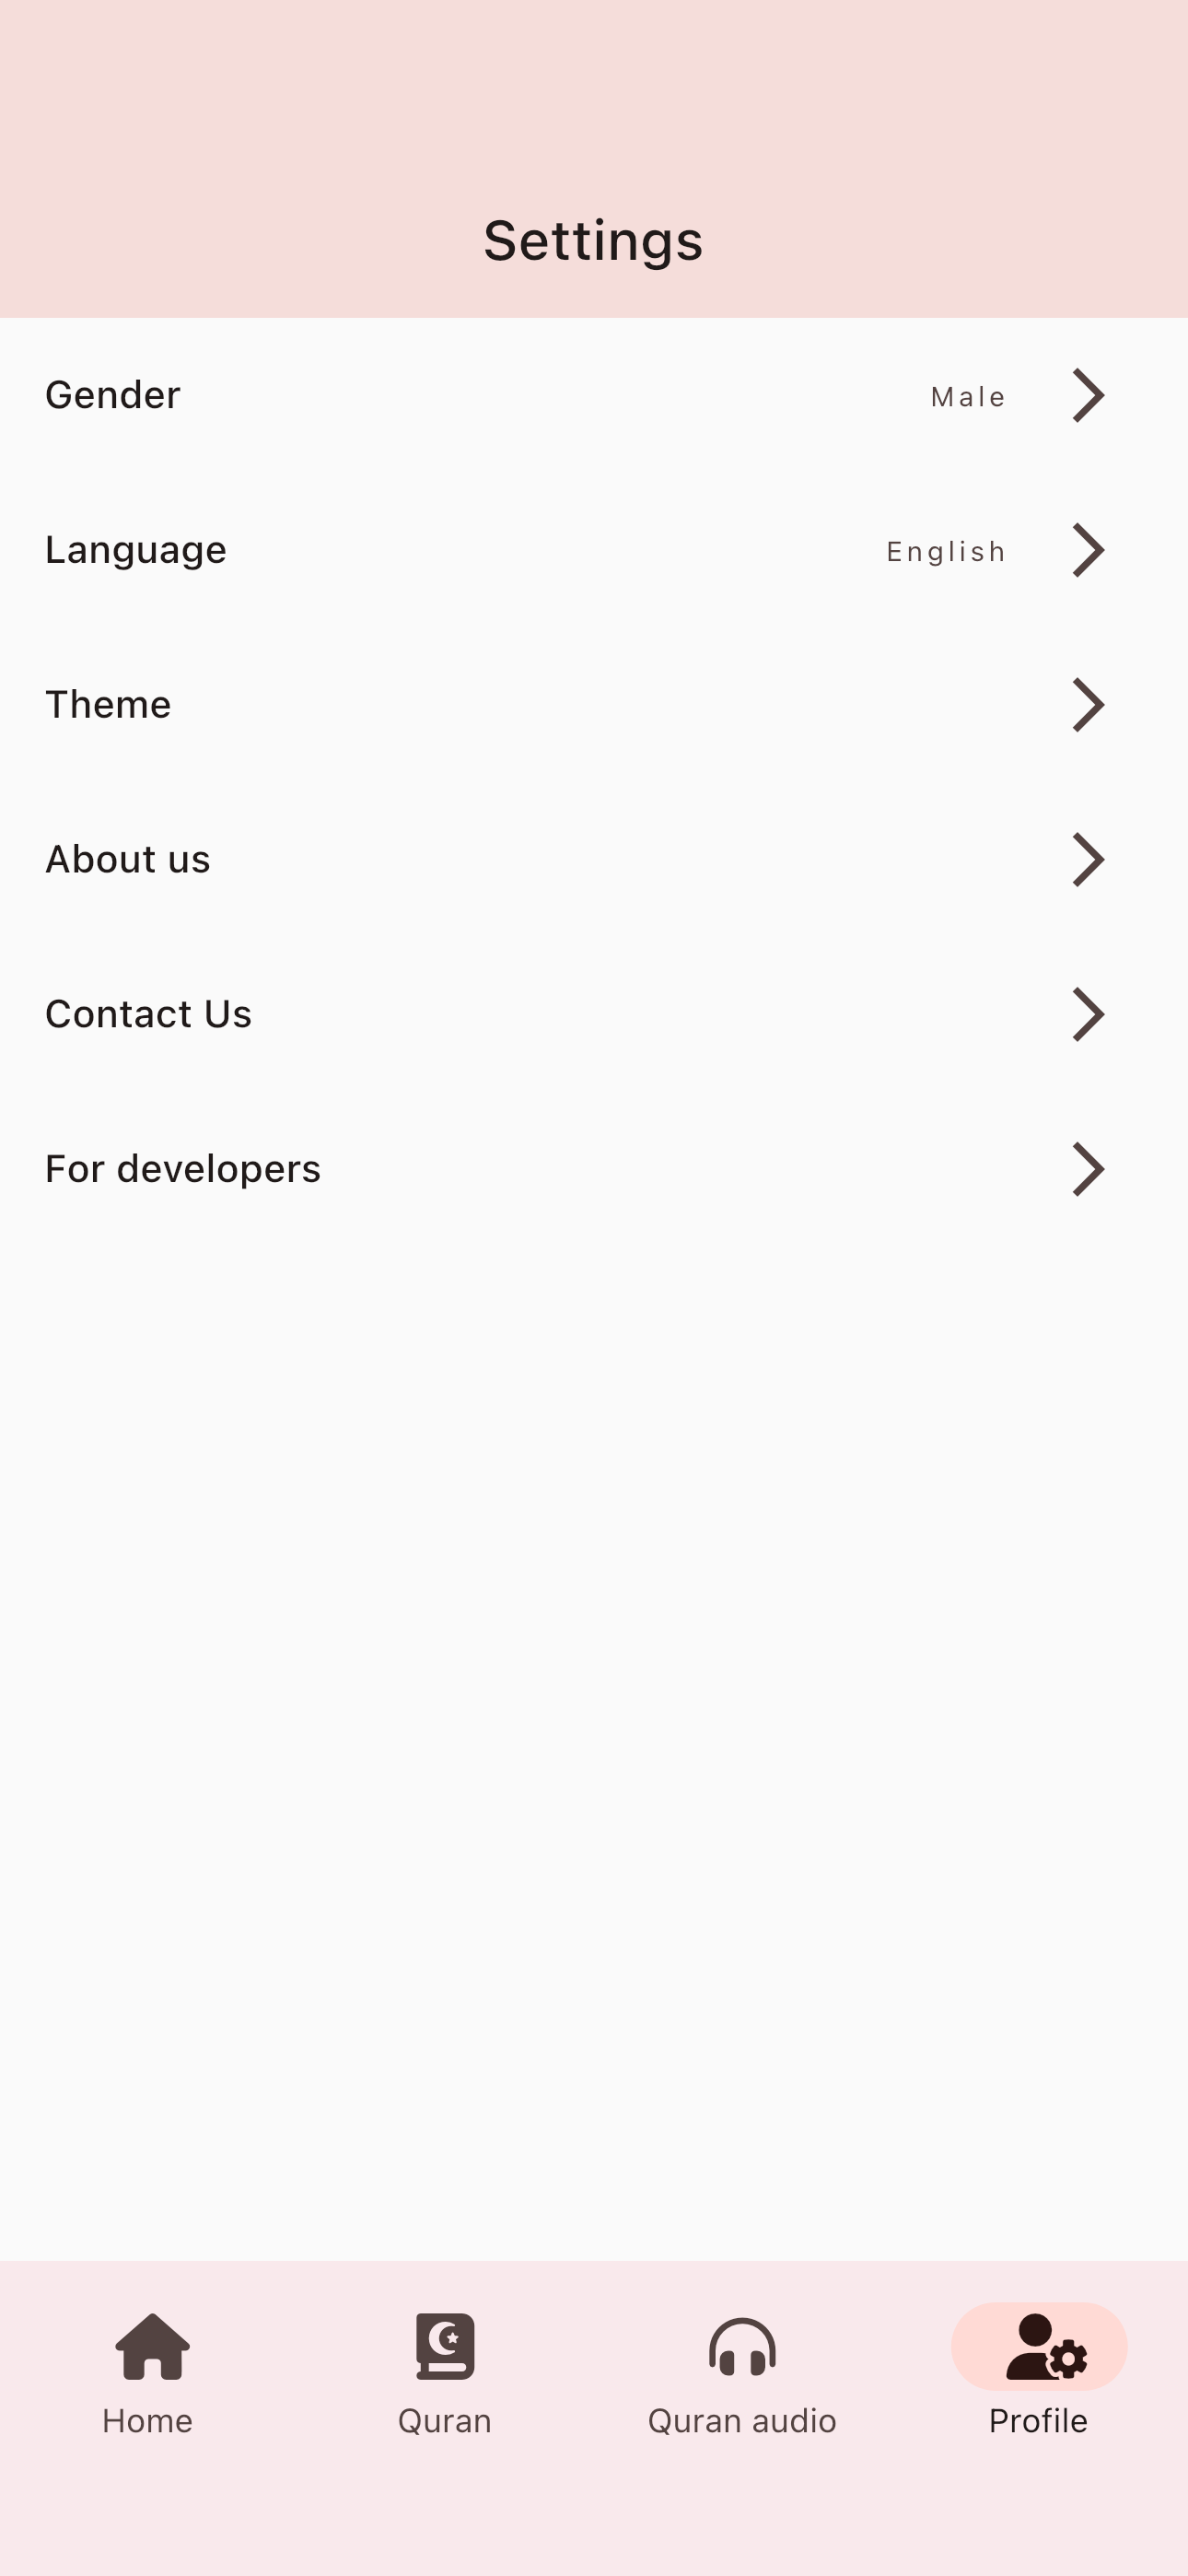 Settings
Gender Male
Language English
Theme
About us
Contact Us
For developers
Home Quran Quran audio Profile